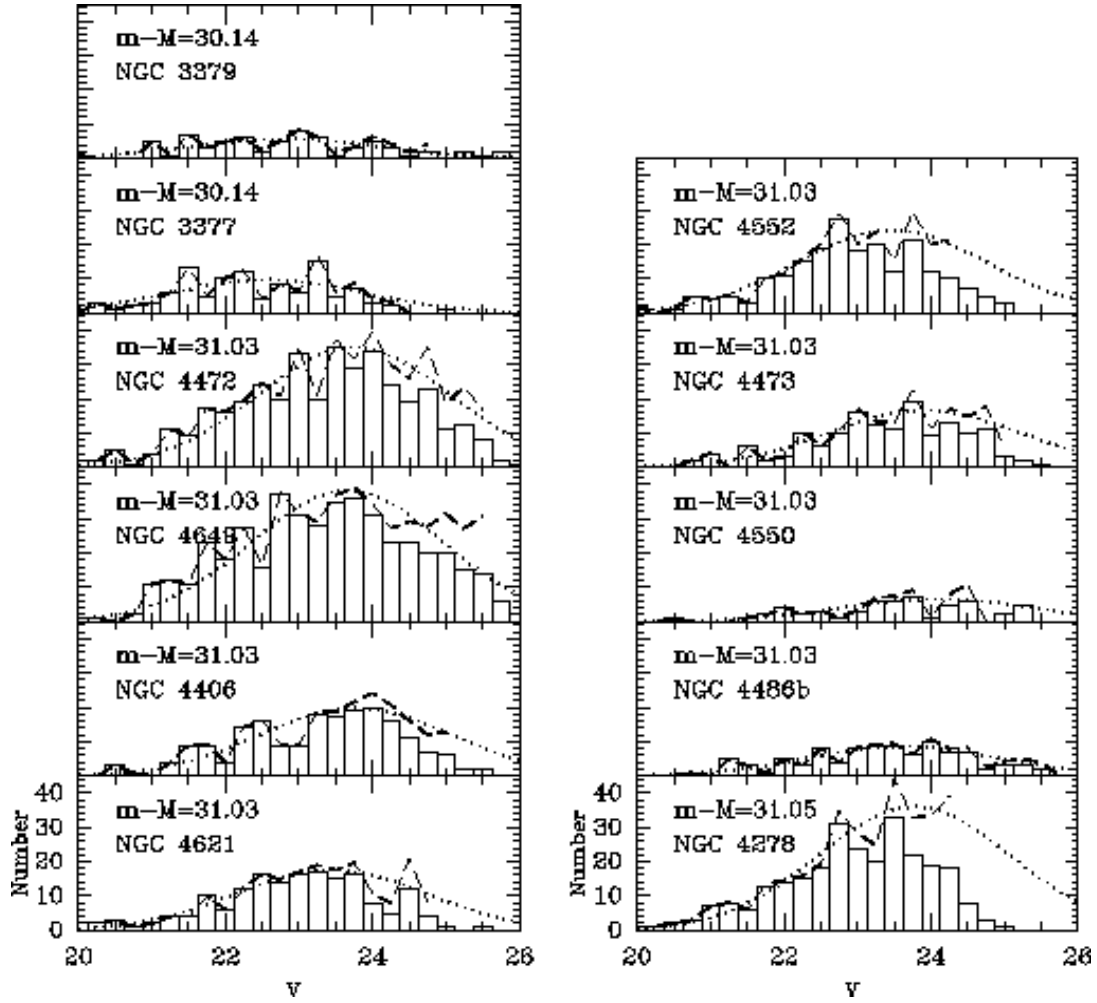 m-M=30.14
NGC 3379
m-M=30.14
NGC 3377
m-M=31.03
NGC 4472
m-M=31.03
NGC 4649
m-M=31.03
NGC 4406
m-M=31.03
NGC 4621
40
30
20
10
0
Number
20 22 24 26
V
m-M=31.03
NGC 4552
m-M=31.03
NGC 4473
m-M=31.03
NGC 4550
m-M=31.03
NGC 4486b
m-M=31.05
NGC 4278
40
30
20
10
0
Number
20 22 24 26
V